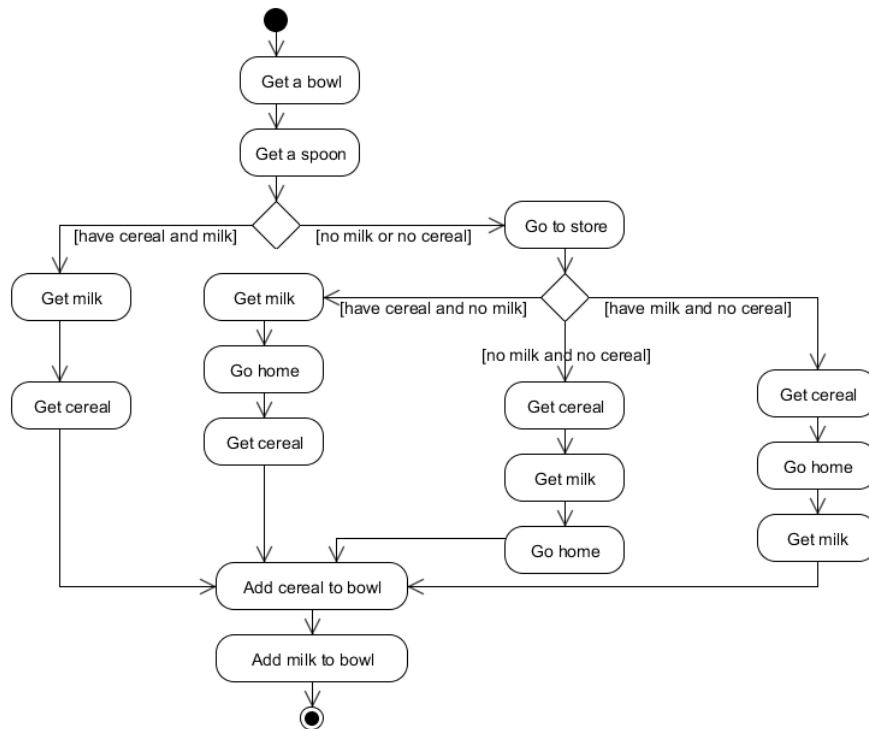 Get a bowl
Get a spoon
[have cereal and milk]
[no milk or no cereal]
Go to store
Get milk
Get milk
[have cereal and no milk]
[have milk and no cereal]
[no milk and no cereal]
Go home
Get cereal
Get cereal
Get cereal
Get cereal
Get milk
Go home
Go home
Get milk
Add cereal to bowl
Add milk to bowl